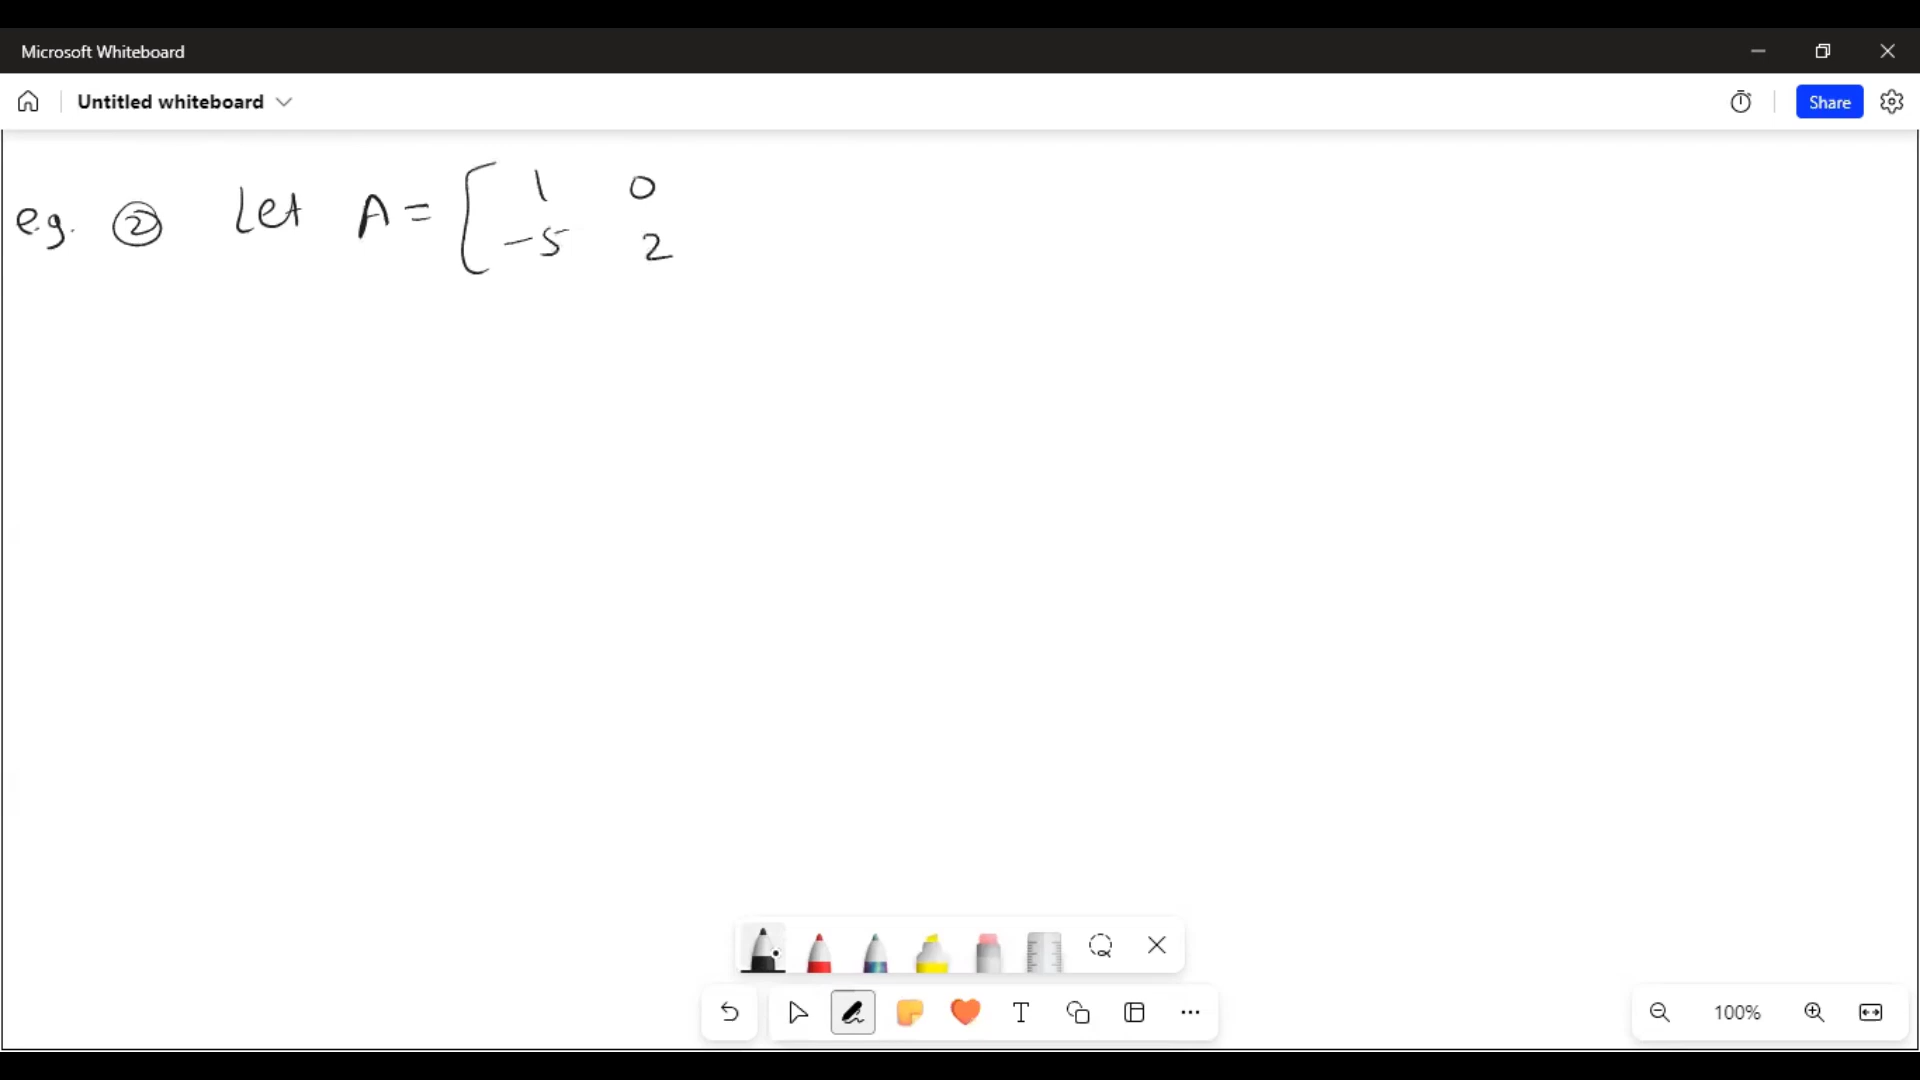 Microsoft Whiteboard
Untitled whiteboard
Share
e.g. ② Let A = [ 1 0
-5 2
100%